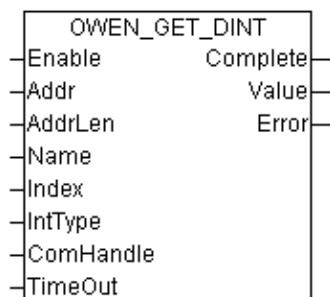 OWEN_GET_DINT
Enable Complete
Addr Value
AddrLen Error
Name
Index
IntType
ComHandle
TimeOut